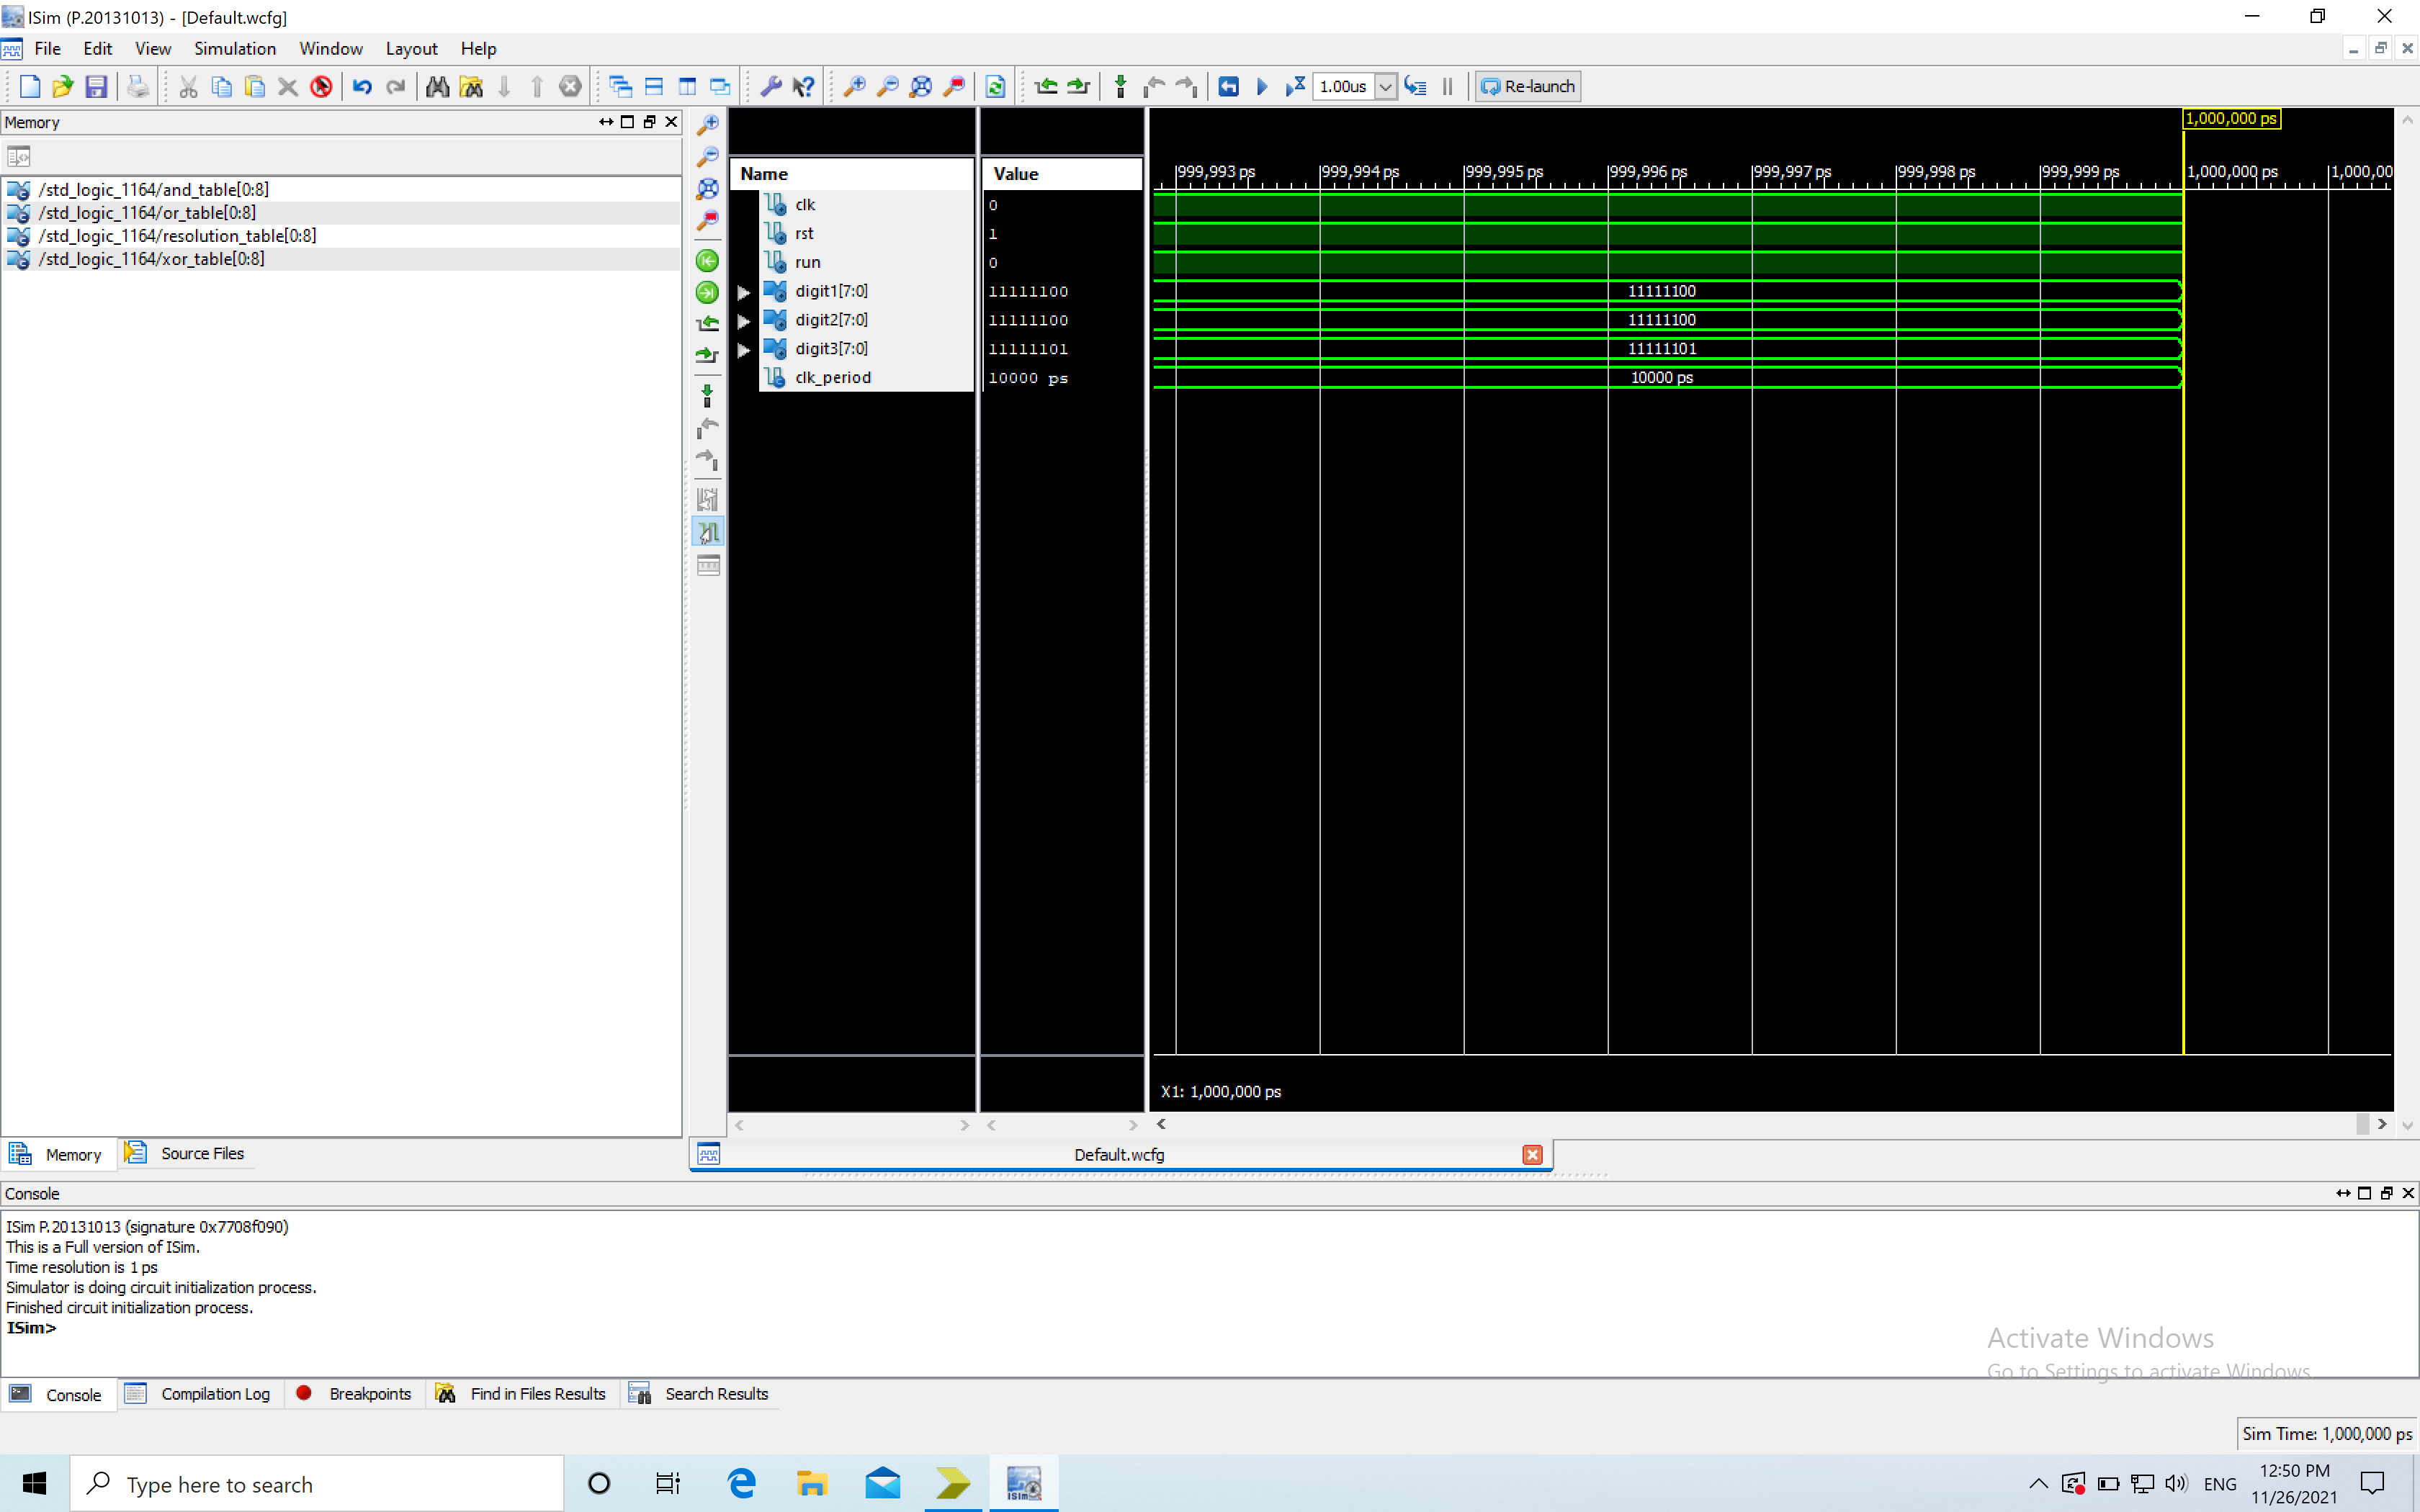 ISim (P.20131013) - [Default.wcfg]
File Edit View Simulation Window Layout Help
1.00us Re-launch
Memory
/std_logic_1164/and_table[0:8]
/std_logic_1164/or_table[0:8]
/std_logic_1164/resolution_table[0:8]
/std_logic_1164/xor_table[0:8]
1,000,000 ps
999,993 ps 999,994 ps 999,995 ps 999,996 ps 999,997 ps 999,998 ps 999,999 ps 1,000,000 ps 1,000,00
Name Value
clk 0
rst 1
run 0
digit1[7:0] 11111100 11111100
digit2[7:0] 11111100 11111100
digit3[7:0] 11111101 11111101
clk_period 10000 ps 10000 ps
X1: 1,000,000 ps
Memory Source Files
Default.wcfg
Console
ISim P.20131013 (signature 0x7708f090)
This is a Full version of ISim.
Time resolution is 1 ps
Simulator is doing circuit initialization process.
Finished circuit initialization process.
ISim>
Activate Windows
Go to Settings to activate Windows.
Console Compilation Log Breakpoints Find in Files Results Search Results
Sim Time: 1,000,000 ps
Type here to search
ISim
ENG
12:50 PM
11/26/2021